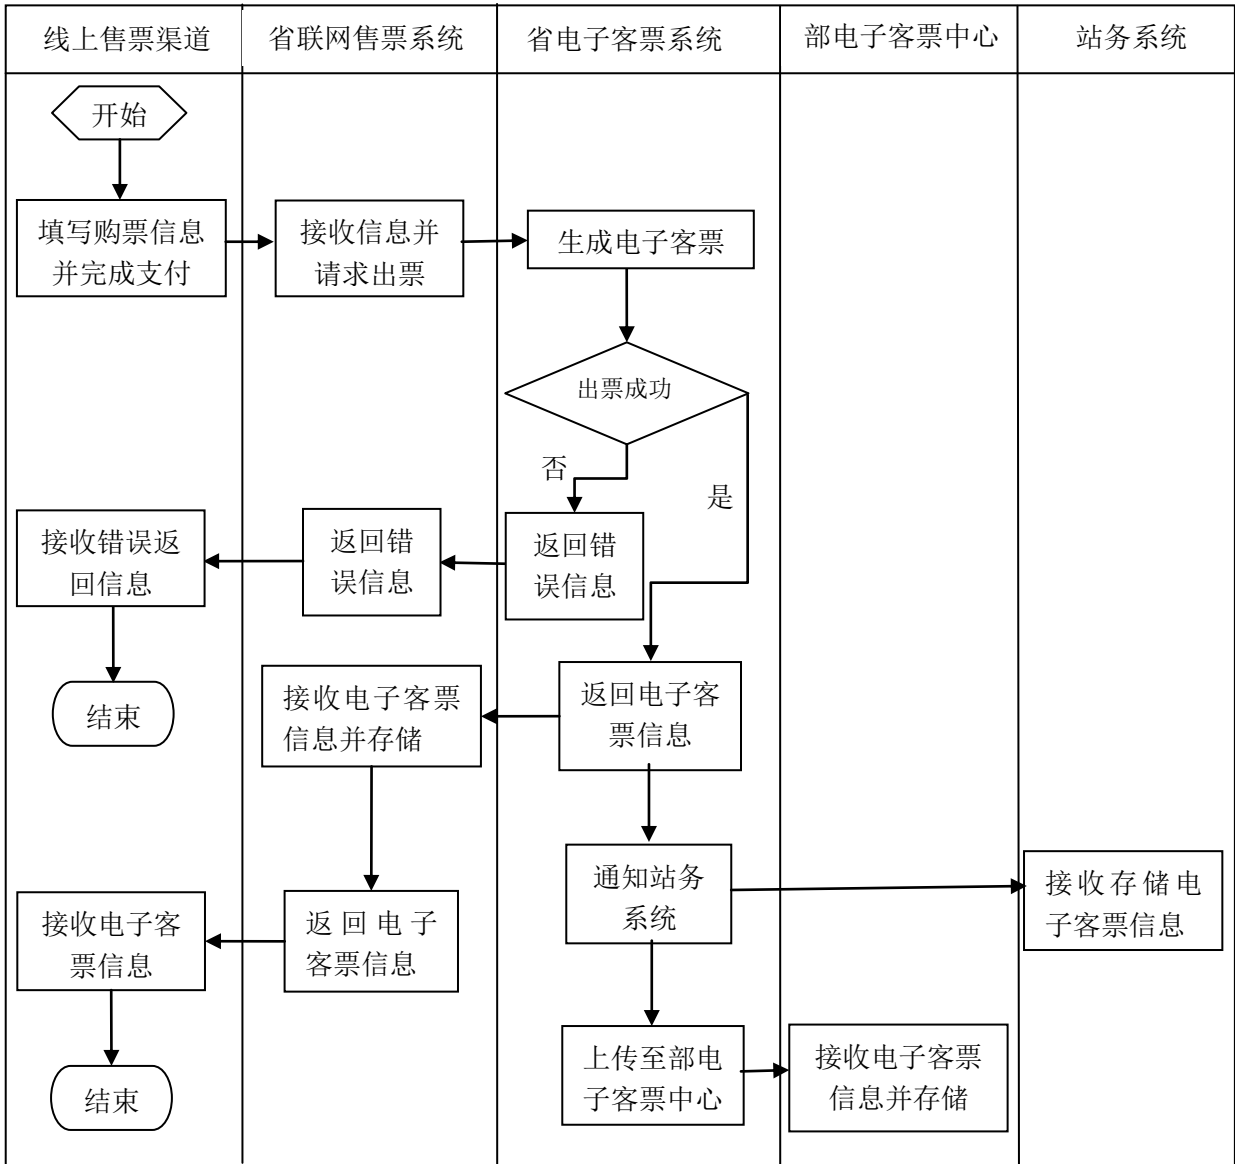 线上售票渠道
省联网售票系统
省电子客票系统
部电子客票中心
站务系统
开始
填写购票信息
并完成支付
接收信息并
请求出票
生成电子客票
出票成功
否
是
接收错误返
回信息
返回错
误信息
返回错
误信息
结束
接收电子客票
信息并存储
返回电子客
票信息
通知站务
系统
接收存储电
子客票信息
接收电子客
票信息
返回电子
客票信息
结束
上传至部电
子客票中心
接收电子客票
信息并存储